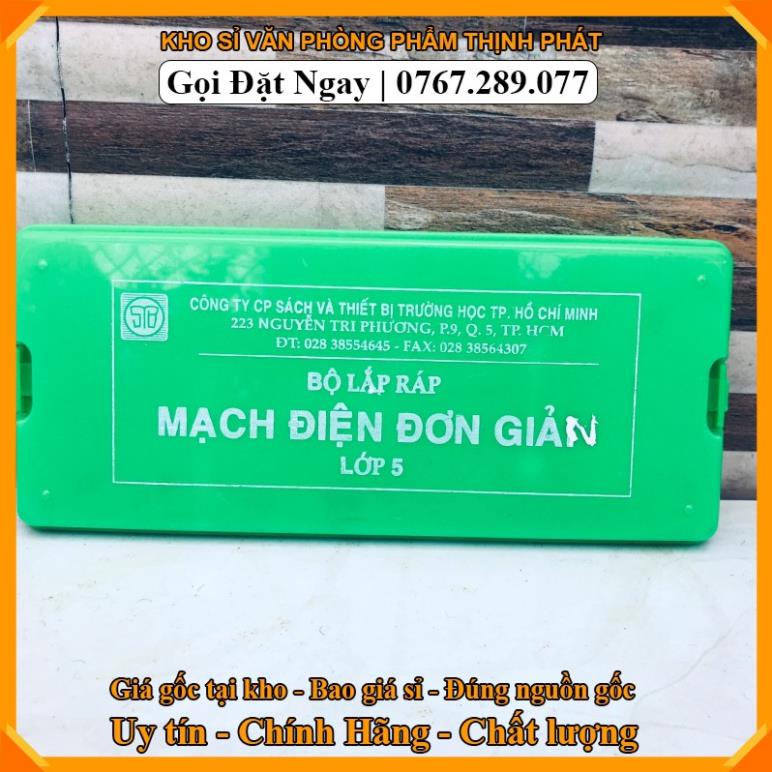 KHO SỈ VĂN PHÒNG PHẨM THỊNH PHÁT
Gọi Đặt Ngay | 0767.289.077
CÔNG TY CP SÁCH VÀ THIẾT BỊ TRƯỜNG HỌC TP. HỒ CHÍ MINH
223 NGUYỄN TRI PHƯƠNG, P.9, Q. 5, TP. HCM
ĐT: 028 38554645 - FAX: 028 38564307
BỘ LẮP RÁP
MẠCH ĐIỆN ĐƠN GIẢN
LỚP 5
Giá gốc tại kho - Bao giá sỉ - Đúng nguồn gốc
Uy tín - Chính Hãng - Chất lượng